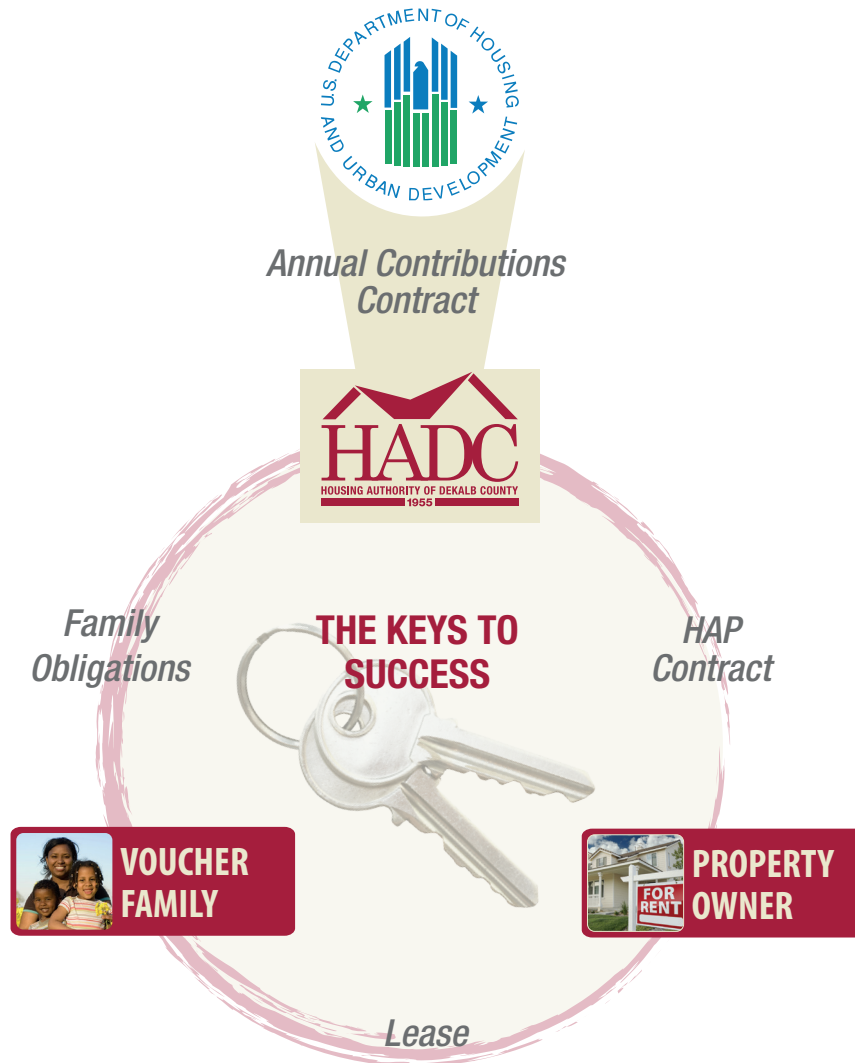 U.S. DEPARTMENT OF HOUSING
AND URBAN DEVELOPMENT
Annual Contributions
Contract
HADC
HOUSING AUTHORITY OF DEKALB COUNTY
1955
THE KEYS TO
SUCCESS
Family
Obligations
HAP
Contract
VOUCHER
FAMILY
FOR
RENT
PROPERTY
OWNER
Lease